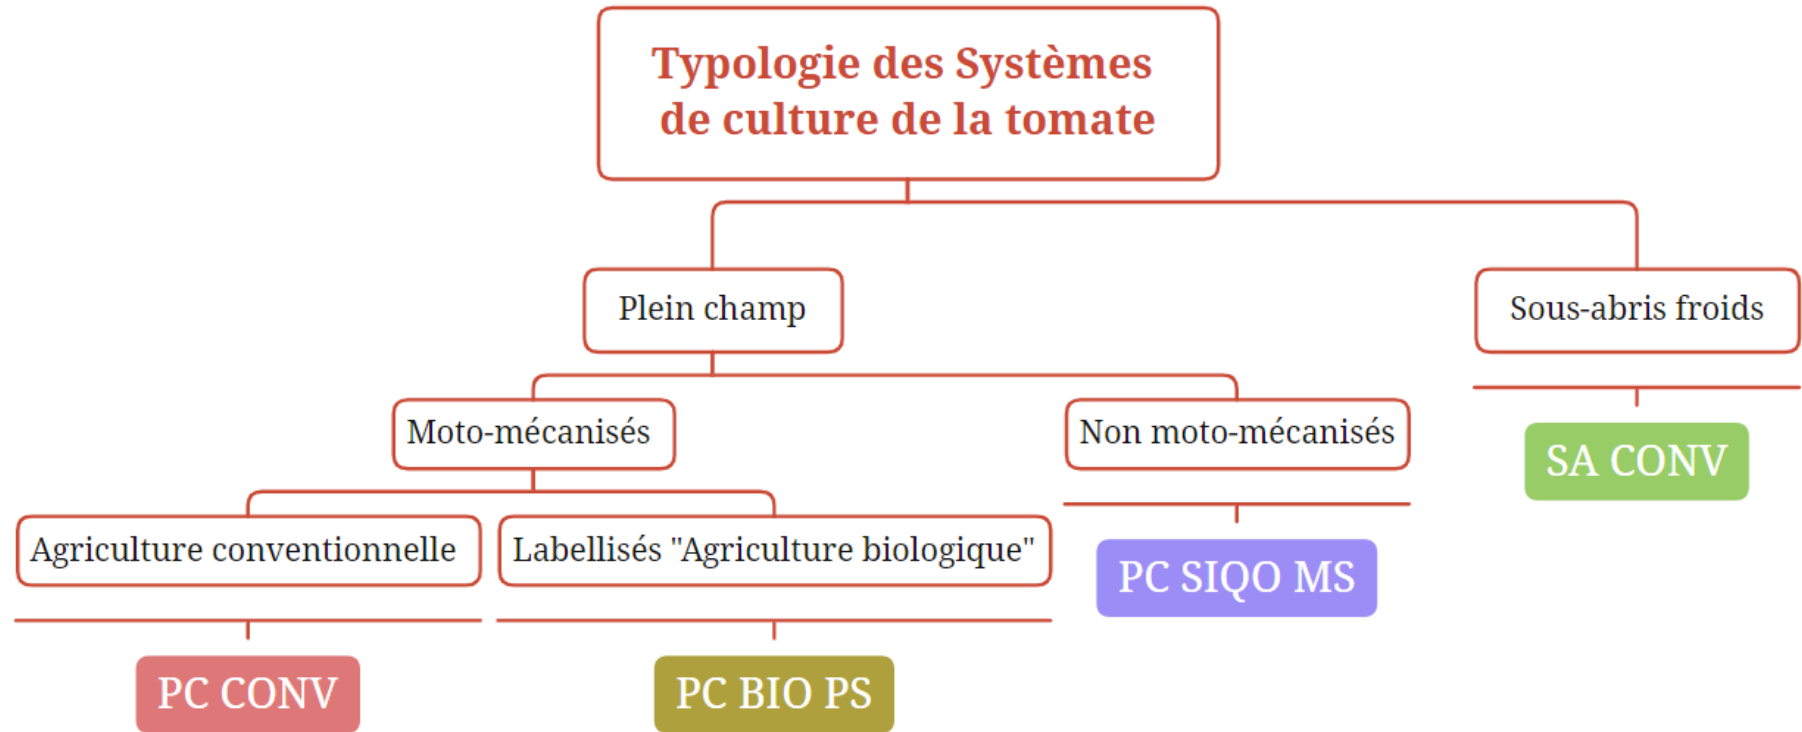 Typologie des Systèmes
de culture de la tomate
Plein champ
Sous-abris froids
Moto-mécanisés
Non moto-mécanisés
SA CONV
Agriculture conventionnelle
Labellisés "Agriculture biologique"
PC SIQO MS
PC CONV
PC BIO PS